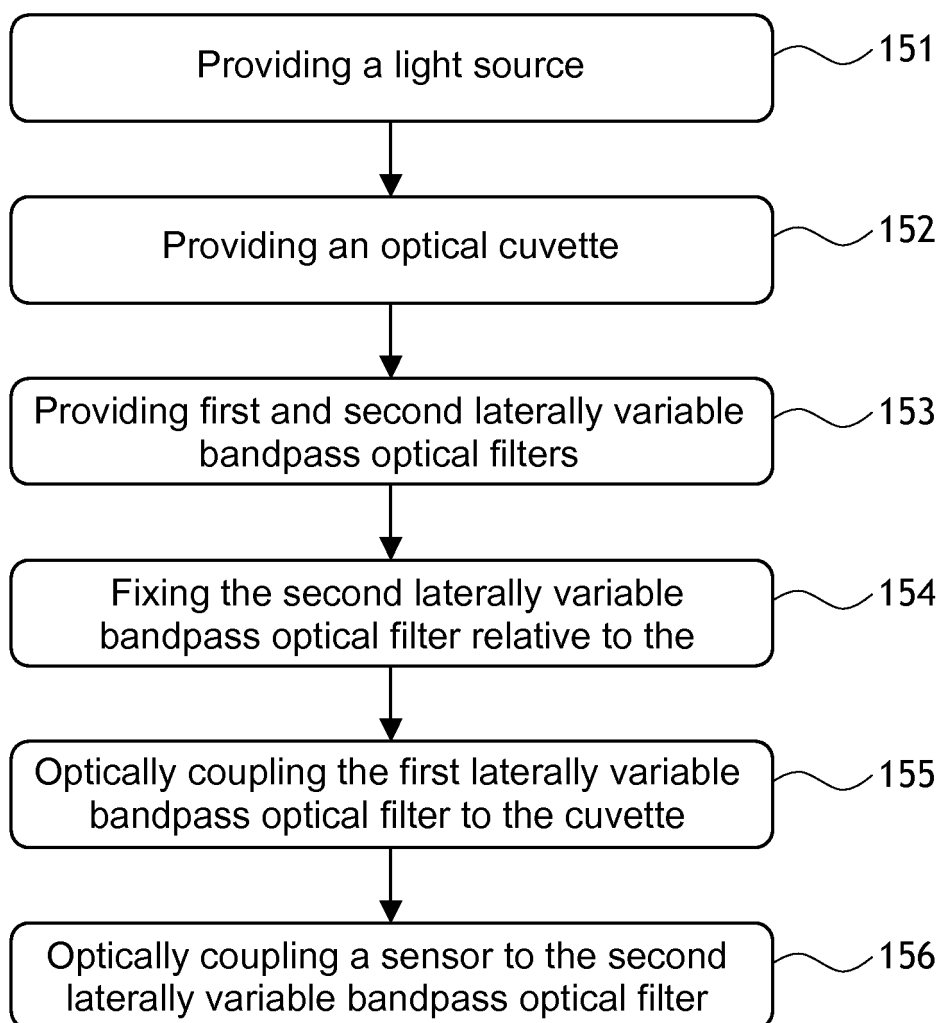 Providing a light source
151
Providing an optical cuvette
152
Providing first and second laterally variable
bandpass optical filters
153
Fixing the second laterally variable
bandpass optical filter relative to the
154
Optically coupling the first laterally variable
bandpass optical filter to the cuvette
155
Optically coupling a sensor to the second
laterally variable bandpass optical filter
156